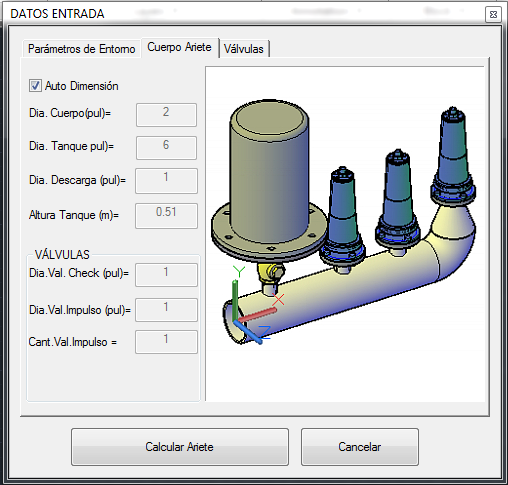 DATOS ENTRADA
Parámetros de Entorno
Cuerpo Ariete
Válvulas
Auto Dimensión
Dia. Cuerpo(pul)= 2
Dia. Tanque pul)= 6
Dia. Descarga (pul)= 1
Altura Tanque (m)= 0.51
VÁLVULAS
Dia.Val. Check (pul)= 1
Dia.Val.Impulso (pul)= 1
Cant.Val.Impulso = 1
Y
X
Z
Calcular Ariete
Cancelar